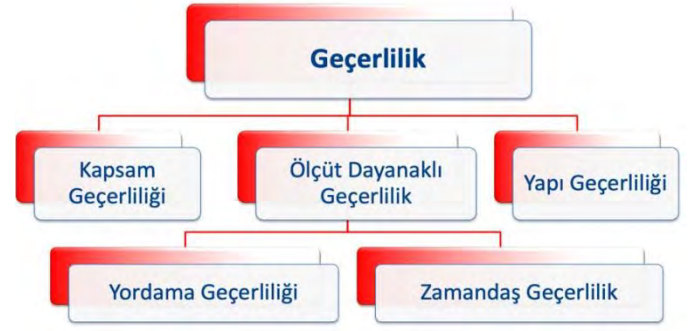 Geçerlilik
Kapsam
Geçerliliği
Ölçüt Dayanaklı
Geçerlilik
Yapı Geçerliliği
Yordama Geçerliliği
Zamandaş Geçerlilik